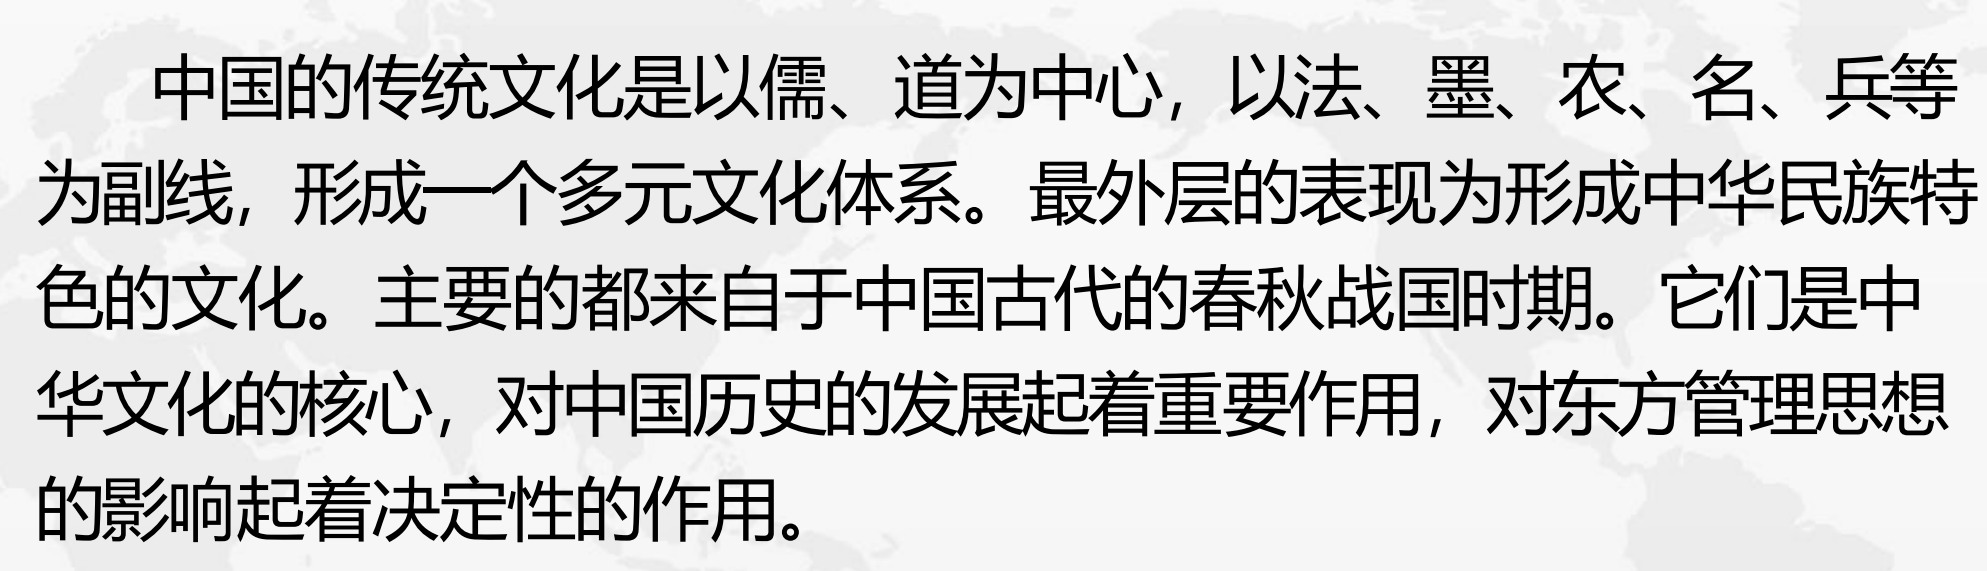 中国的传统文化是以儒、道为中心，以法、墨、农、名、兵等
为副线，形成一个多元文化体系。最外层的表现为形成中华民族特
色的文化。主要的都来自于中国古代的春秋战国时期。它们是中
华文化的核心，对中国历史的发展起着重要作用，对东方管理思想
的影响起着决定性的作用。